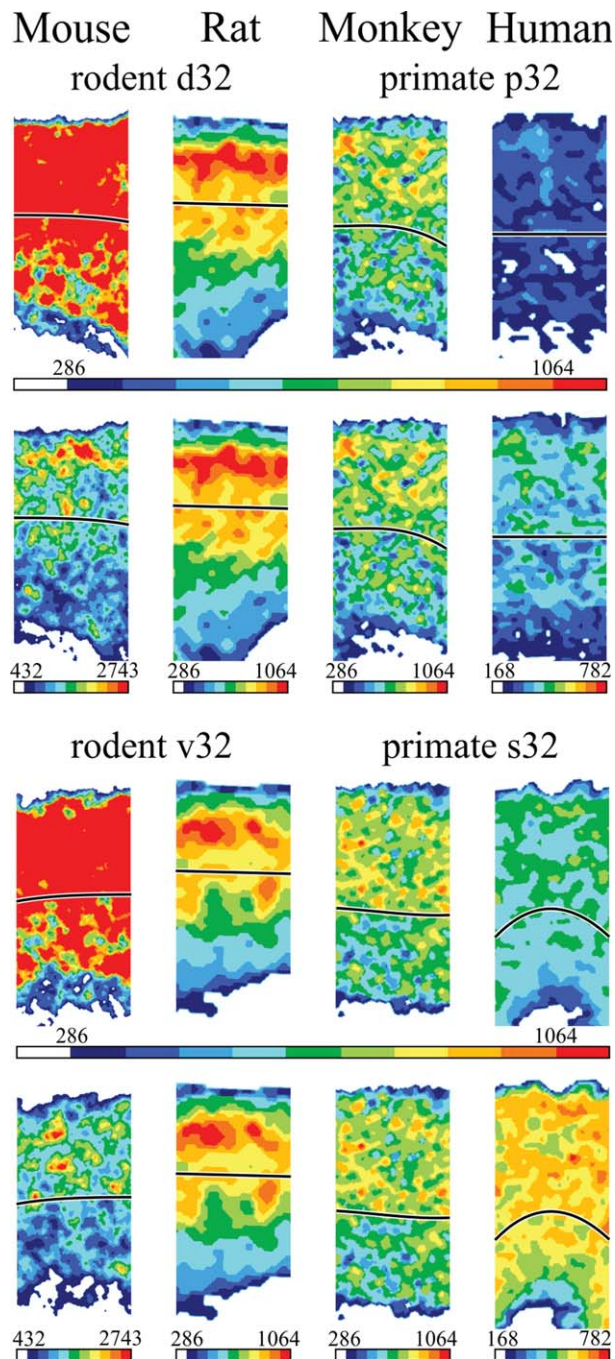 Mouse Rat Monkey Human
rodent d32 primate p32
286 1064
432 2743 286 1064 286 1064 168 782
rodent v32 primate s32
286 1064
432 2743 286 1064 286 1064 168 782